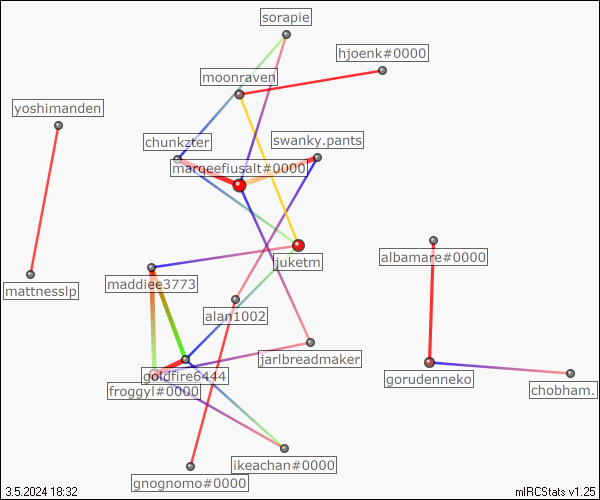 sorapie
hjoenk#0000
moonraven
yoshimanden
chunkzter
swanky.pants
marqeefiusalt#0000
albamare#0000
juketm
maddiee3773
mattnesslp
alan1002
jarlbreadmaker
goldfire6444
gorudenneko
froggyl#0000
chobham.
ikeachan#0000
gnognomo#0000
3.5.2024 18:32
mIRCStats v1.25